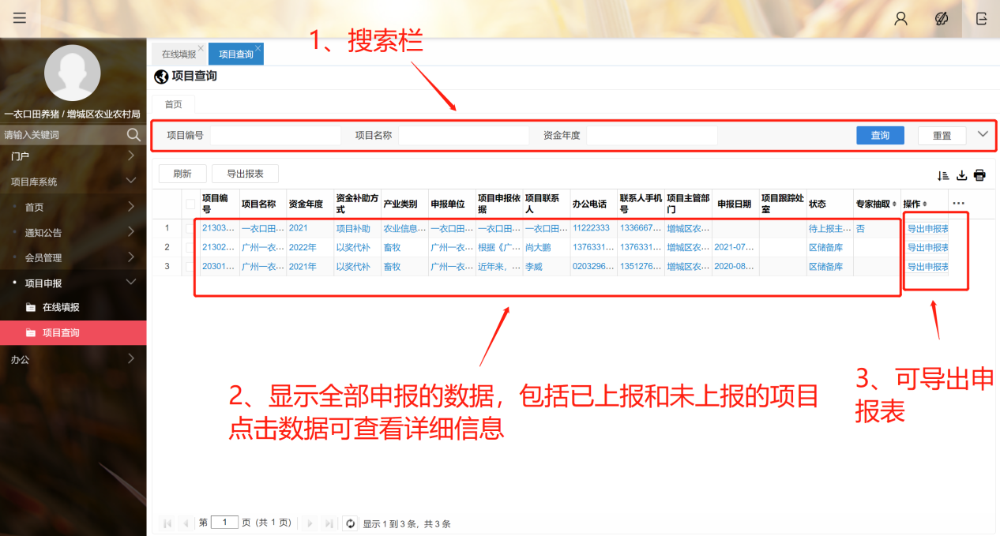 1、搜索栏
在线填报
项目查询
项目查询
首页
一衣口田养猪 / 增城区农业农村局
请输入关键词
门户
项目库系统
首页
通知公告
会员管理
项目申报
在线填报
项目查询
办公
项目编号 项目名称 资金年度 查询 重置
刷新 导出报表
项目编号 项目名称 资金年度 资金补助方式 产业类别 申报单位 项目申报依据 项目联系人 办公电话 联系人手机号 项目主管部门 申报日期 项目跟踪处室 状态 专家抽取 操作 ...
1 21303... 一衣口田... 2021 项目补助 农业信息... 一衣口田... 一衣口田... 一衣口田... 11222333 1336667... 增城区农... 待上报主... 否 导出申报表
2 21302... 广州一衣... 2022年 以奖代补 畜牧 广州一衣... 根据《广... 尚大鹏 1376331... 1376331... 增城区农... 2021-07... 区储备库 导出申报表
3 20301... 广州一衣... 2021年 以奖代补 畜牧 广州一衣... 近年来，... 李威 0203296... 1351276... 增城区农... 2020-08... 区储备库 导出申报表
2、显示全部申报的数据，包括已上报和未上报的项目
点击数据可查看详细信息
3、可导出申
报表
第 1 页 (共 1 页) 显示 1 到 3 条，共 3 条